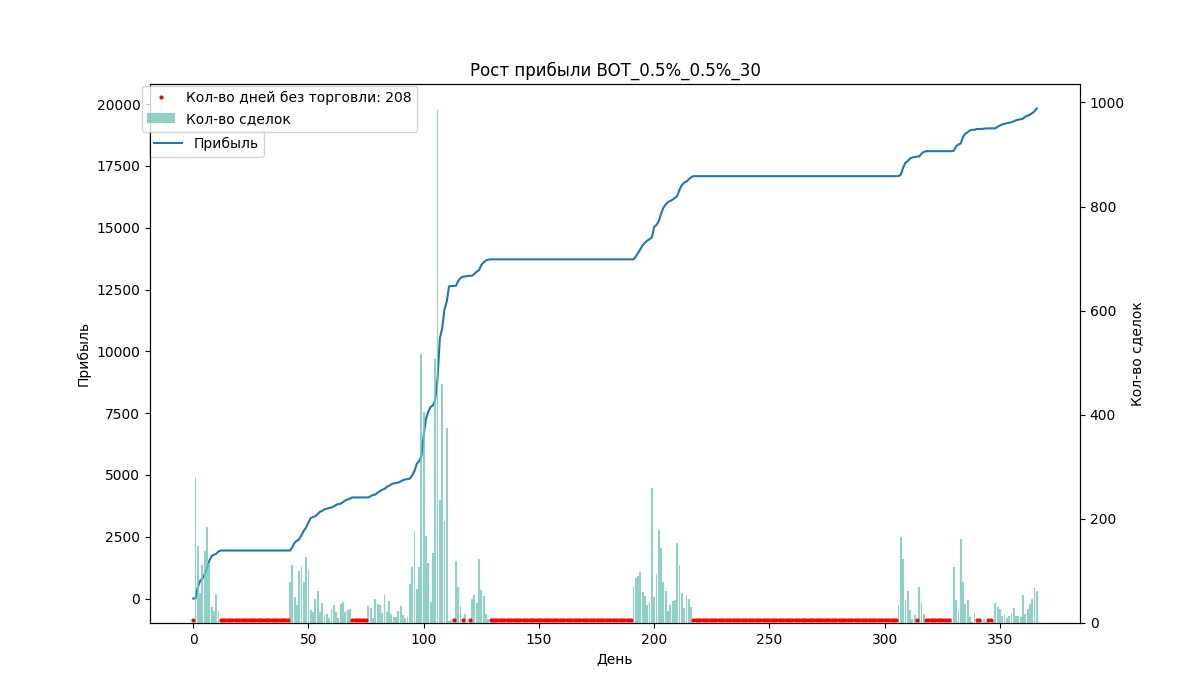 Рост прибыли BOT_0.5%_0.5%_30
Кол-во дней без торговли: 208
Кол-во сделок
Прибыль
20000
17500
15000
12500
10000
7500
5000
2500
0
Прибыль
1000
800
600
400
200
0
Кол-во сделок
0 50 100 150 200 250 300 350
День